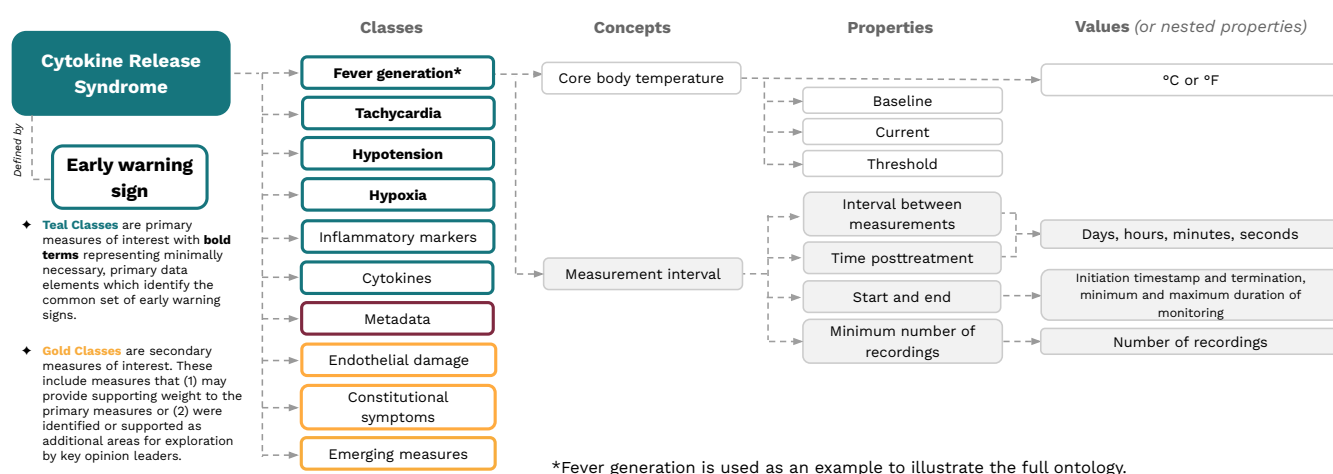 Classes
Concepts
Properties
Values (or nested properties)
Cytokine Release
Syndrome
Defined by
Early warning
sign
✦ Teal Classes are primary
measures of interest with bold
terms representing minimally
necessary, primary data
elements which identify the
common set of early warning
signs.
✦ Gold Classes are secondary
measures of interest. These
include measures that (1) may
provide supporting weight to the
primary measures or (2) were
identified or supported as
additional areas for exploration
by key opinion leaders.
Fever generation*
Tachycardia
Hypotension
Hypoxia
Inflammatory markers
Cytokines
Metadata
Endothelial damage
Constitutional
symptoms
Emerging measures
Core body temperature
Measurement interval
Baseline
Current
Threshold
Interval between
measurements
Time posttreatment
Start and end
Minimum number of
recordings
°C or °F
Days, hours, minutes, seconds
Initiation timestamp and termination,
minimum and maximum duration of
monitoring
Number of recordings
*Fever generation is used as an example to illustrate the full ontology.